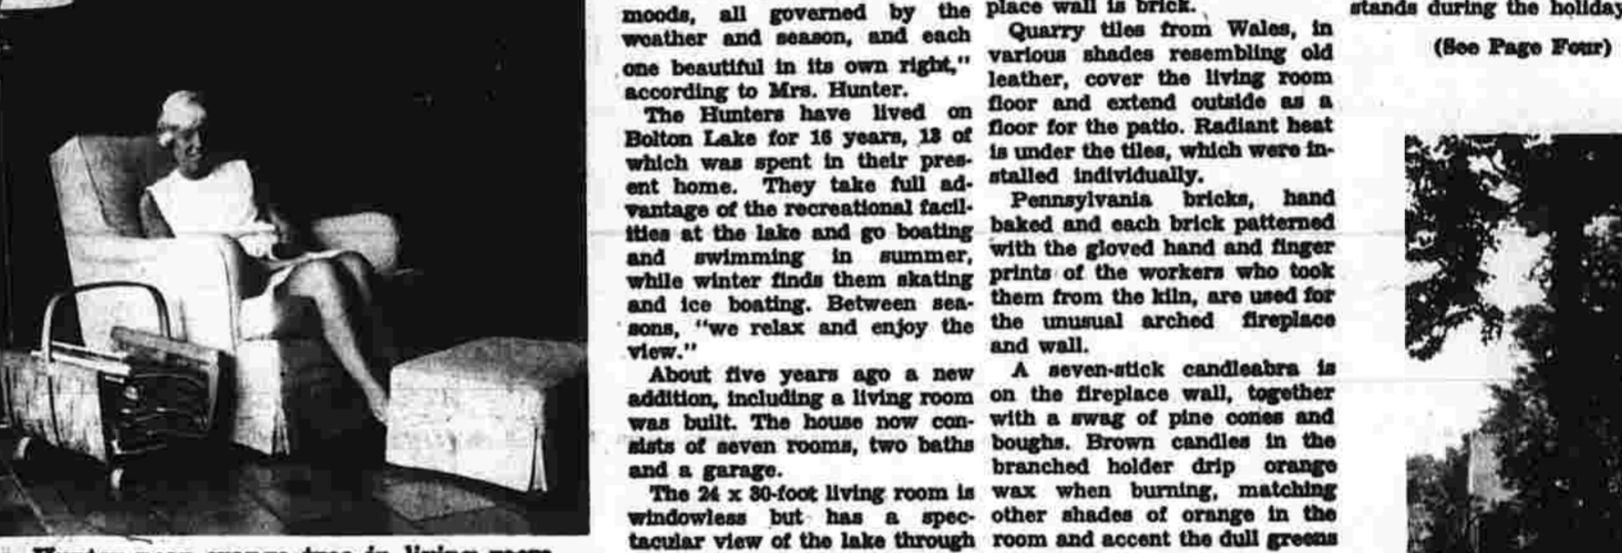 moods, all governed by the
weather and season, and each
one beautiful in its own right,"
according to Mrs. Hunter.
The Hunters have lived on
Bolton Lake for 16 years, 13 of
which was spent in their pres-
ent home. They take full ad-
vantage of the recreational facil-
ities at the lake and go boating
and swimming in summer,
while winter finds them skating
and ice boating. Between sea-
sons, "we relax and enjoy the
view."
About five years ago a new
addition, including a living room
was built. The house now con-
sists of seven rooms, two baths
and a garage.
The 24 x 30-foot living room is
windowless but has a spec-
tacular view of the lake through
place wall is brick.
Quarry tiles from Wales, in
various shades resembling old
leather, cover the living room
floor and extend outside as a
floor for the patio. Radiant heat
is under the tiles, which were in-
stalled individually.
Pennsylvania bricks, hand
baked and each brick patterned
with the gloved hand and finger
prints of the workers who took
them from the kiln, are used for
the unusual arched fireplace
and wall.
A seven-stick candleabra is
on the fireplace wall, together
with a swag of pine cones and
boughs. Brown candles in the
branched holder drip orange
wax when burning, matching
other shades of orange in the
room and accent the dull greens
stands during the holiday
(See Page Four)
Hunter near orange tree in living room